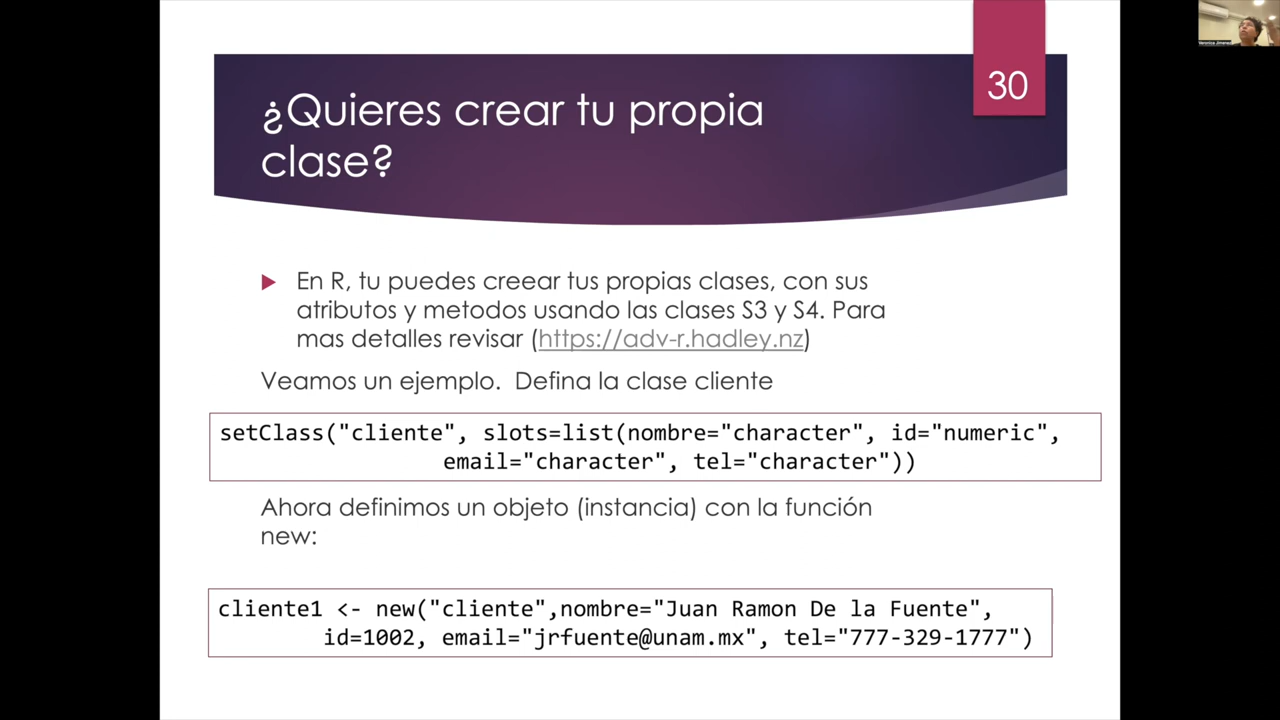 30
¿Quieres crear tu propia
clase?
En R, tu puedes creear tus propias clases, con sus
atributos y metodos usando las clases S3 y S4. Para
mas detalles revisar (https://adv-r.hadley.nz)
Veamos un ejemplo. Defina la clase cliente
setClass("cliente", slots=list(nombre="character", id="numeric",
email="character", tel="character"))
Ahora definimos un objeto (instancia) con la función
new:
cliente1 <- new("cliente",nombre="Juan Ramon De la Fuente",
id=1002, email="jrfuente@unam.mx", tel="777-329-1777")